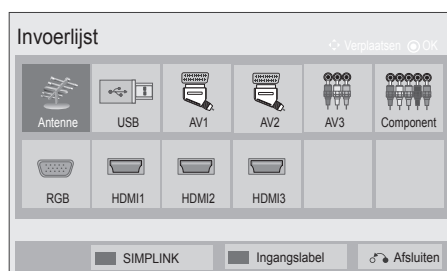 Invoerlijst
Verplaatsen OK
Antenne USB AV1 AV2 AV3 Component
RGB HDMI1 HDMI2 HDMI3
SIMPLINK Ingangslabel Afsluiten